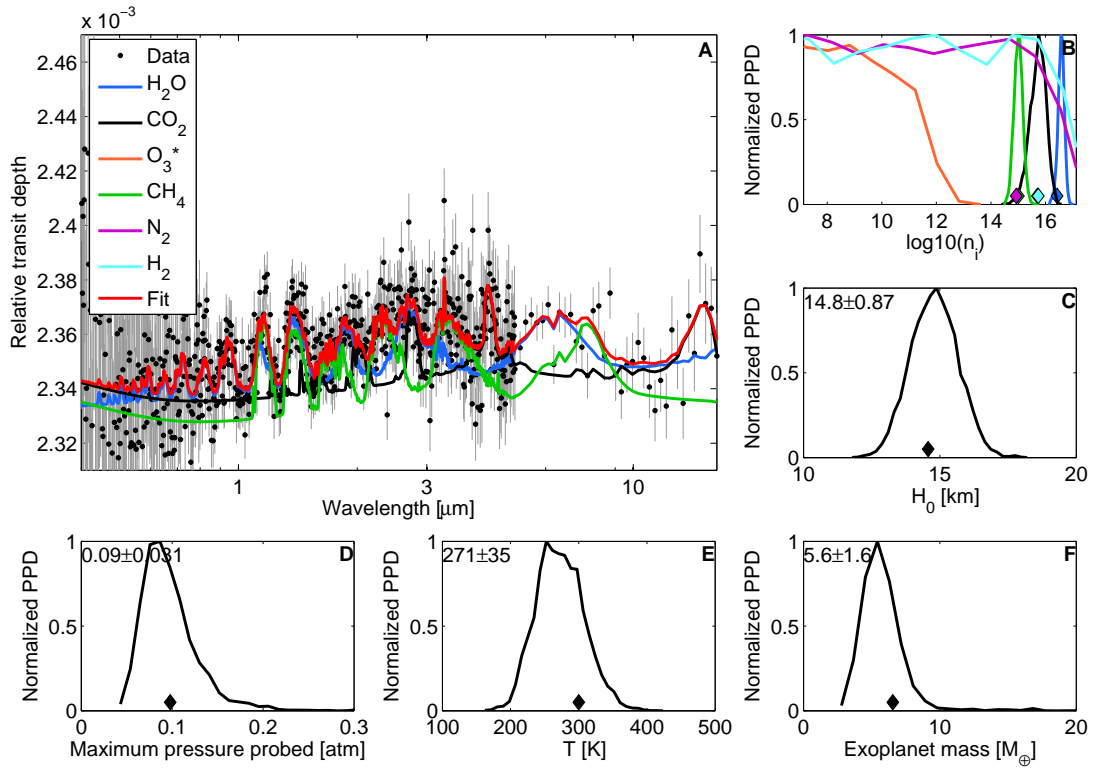 x 10⁻³
A
2.46
2.44
2.42
2.4
2.38
2.36
2.34
2.32
Relative transit depth
Data
H₂O
CO₂
O₃*
CH₄
N₂
H₂
Fit
1
3
10
Wavelength [μm]
B
1
0.5
0
Normalized PPD
8
10
12
14
16
log10(nᵢ)
C
14.8±0.87
1
0.5
0
Normalized PPD
10
15
20
H₀ [km]
D
0.09±0.031
1
0.5
0
Normalized PPD
0
0.1
0.2
0.3
Maximum pressure probed [atm]
E
271±35
1
0.5
0
Normalized PPD
100
200
300
400
500
T [K]
F
5.6±1.6
1
0.5
0
Normalized PPD
0
10
20
Exoplanet mass [M⊕]